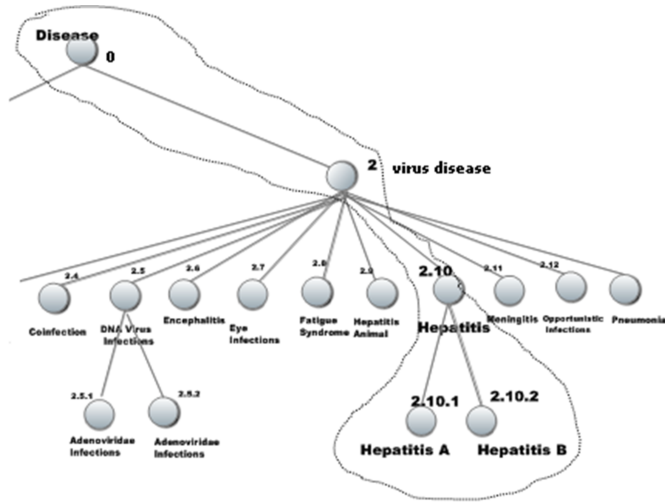 Disease
0
2 virus disease
2.4
2.5
2.6
2.7
2.8
2.9
2.10
2.11
2.12
Coinfection
DNA Virus
Infections
Encephalitis
Eye
Infections
Fatigue
Syndrome
Hepatitis
Animal
Hepatitis
Meningitis
Opportunistic
Infections
Pneumonia
2.5.1
2.5.2
2.10.1
2.10.2
Adenoviridae
Infections
Adenoviridae
Infections
Hepatitis A
Hepatitis B